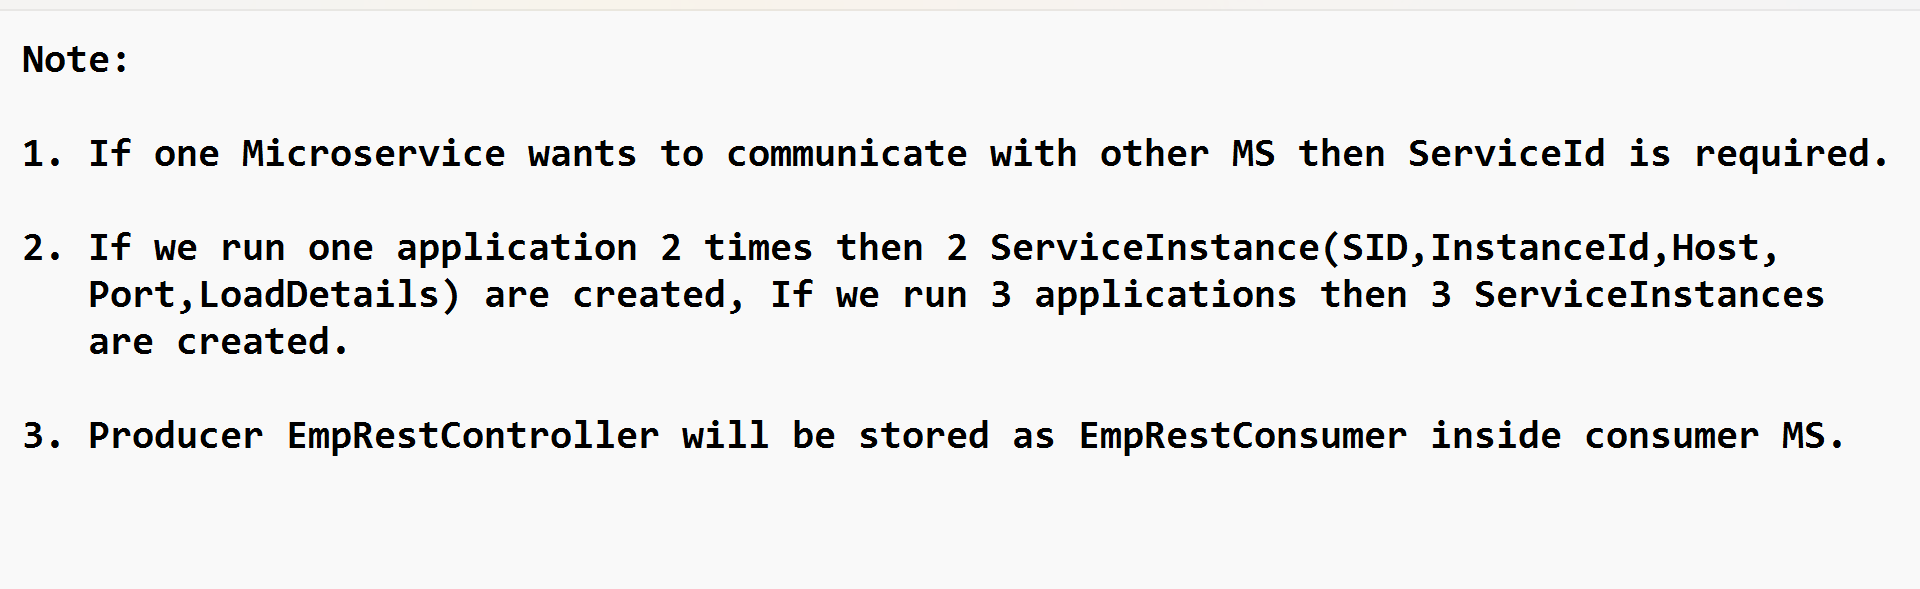 Note:
1. If one Microservice wants to communicate with other MS then ServiceId is required.
2. If we run one application 2 times then 2 ServiceInstance(SID,InstanceId,Host,
Port,LoadDetails) are created, If we run 3 applications then 3 ServiceInstances
are created.
3. Producer EmpRestController will be stored as EmpRestConsumer inside consumer MS.